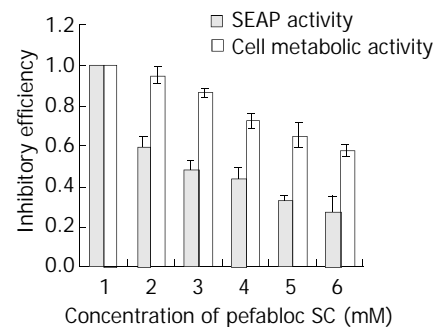 SEAP activity
Cell metabolic activity
Inhibitory efficiency
1.2
1.0
0.8
0.6
0.4
0.2
0.0
1 2 3 4 5 6
Concentration of pefabloc SC (mM)